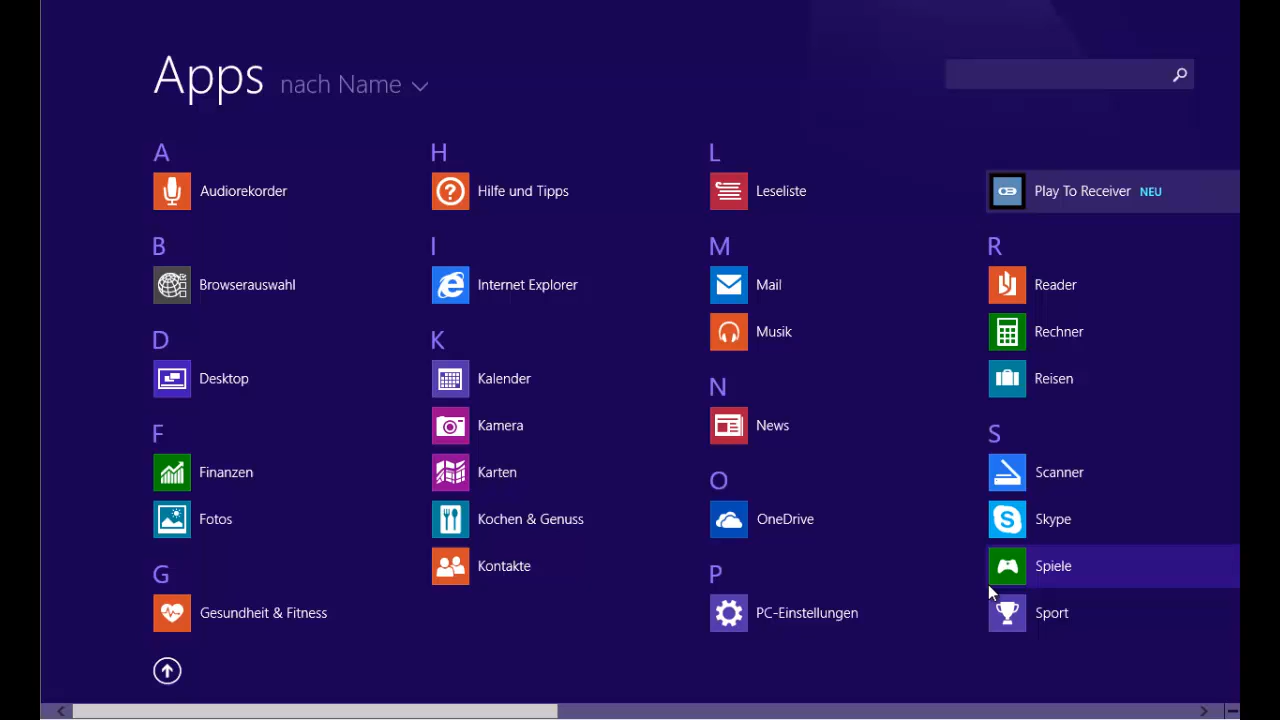 Apps nach Name
A
Audiorekorder
B
Browserauswahl
D
Desktop
F
Finanzen
Fotos
G
Gesundheit & Fitness
H
Hilfe und Tipps
I
Internet Explorer
K
Kalender
Kamera
Karten
Kochen & Genuss
Kontakte
L
Leseliste
M
Mail
Musik
N
News
O
OneDrive
P
PC-Einstellungen
Play To Receiver NEU
R
Reader
Rechner
Reisen
S
Scanner
Skype
Spiele
Sport